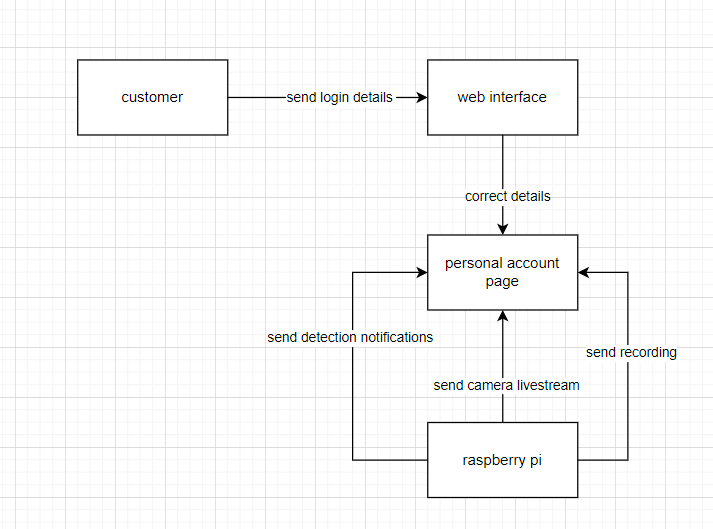 customer
send login details
web interface
correct details
personal account
page
send detection notifications
send recording
send camera livestream
raspberry pi